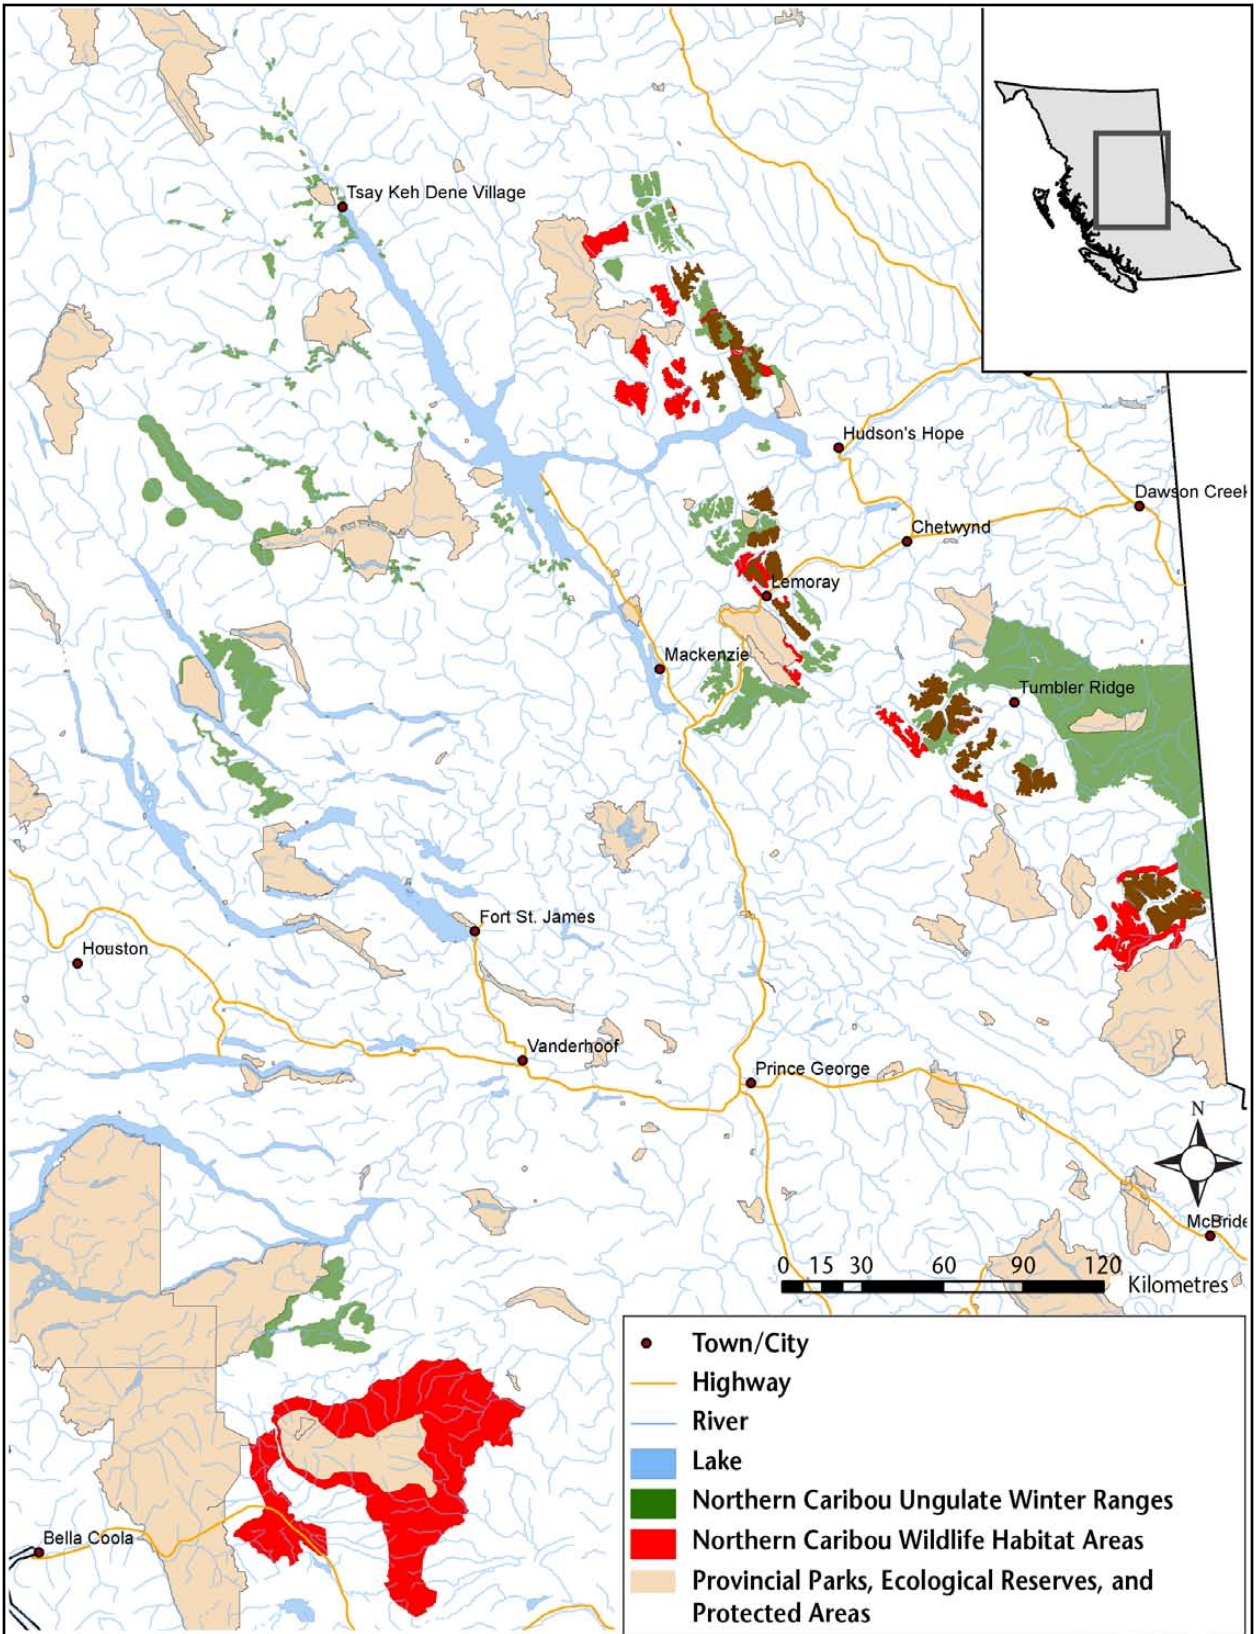 Tsay Keh Dene Village
Hudson's Hope
Dawson Creek
Chetwynd
Lemoray
Mackenzie
Tumbler Ridge
Fort St. James
Houston
Vanderhoof
Prince George
N
McBride
0 15 30 60 90 120
Kilometres
Bella Coola
Town/City
Highway
River
Lake
Northern Caribou Ungulate Winter Ranges
Northern Caribou Wildlife Habitat Areas
Provincial Parks, Ecological Reserves, and
Protected Areas